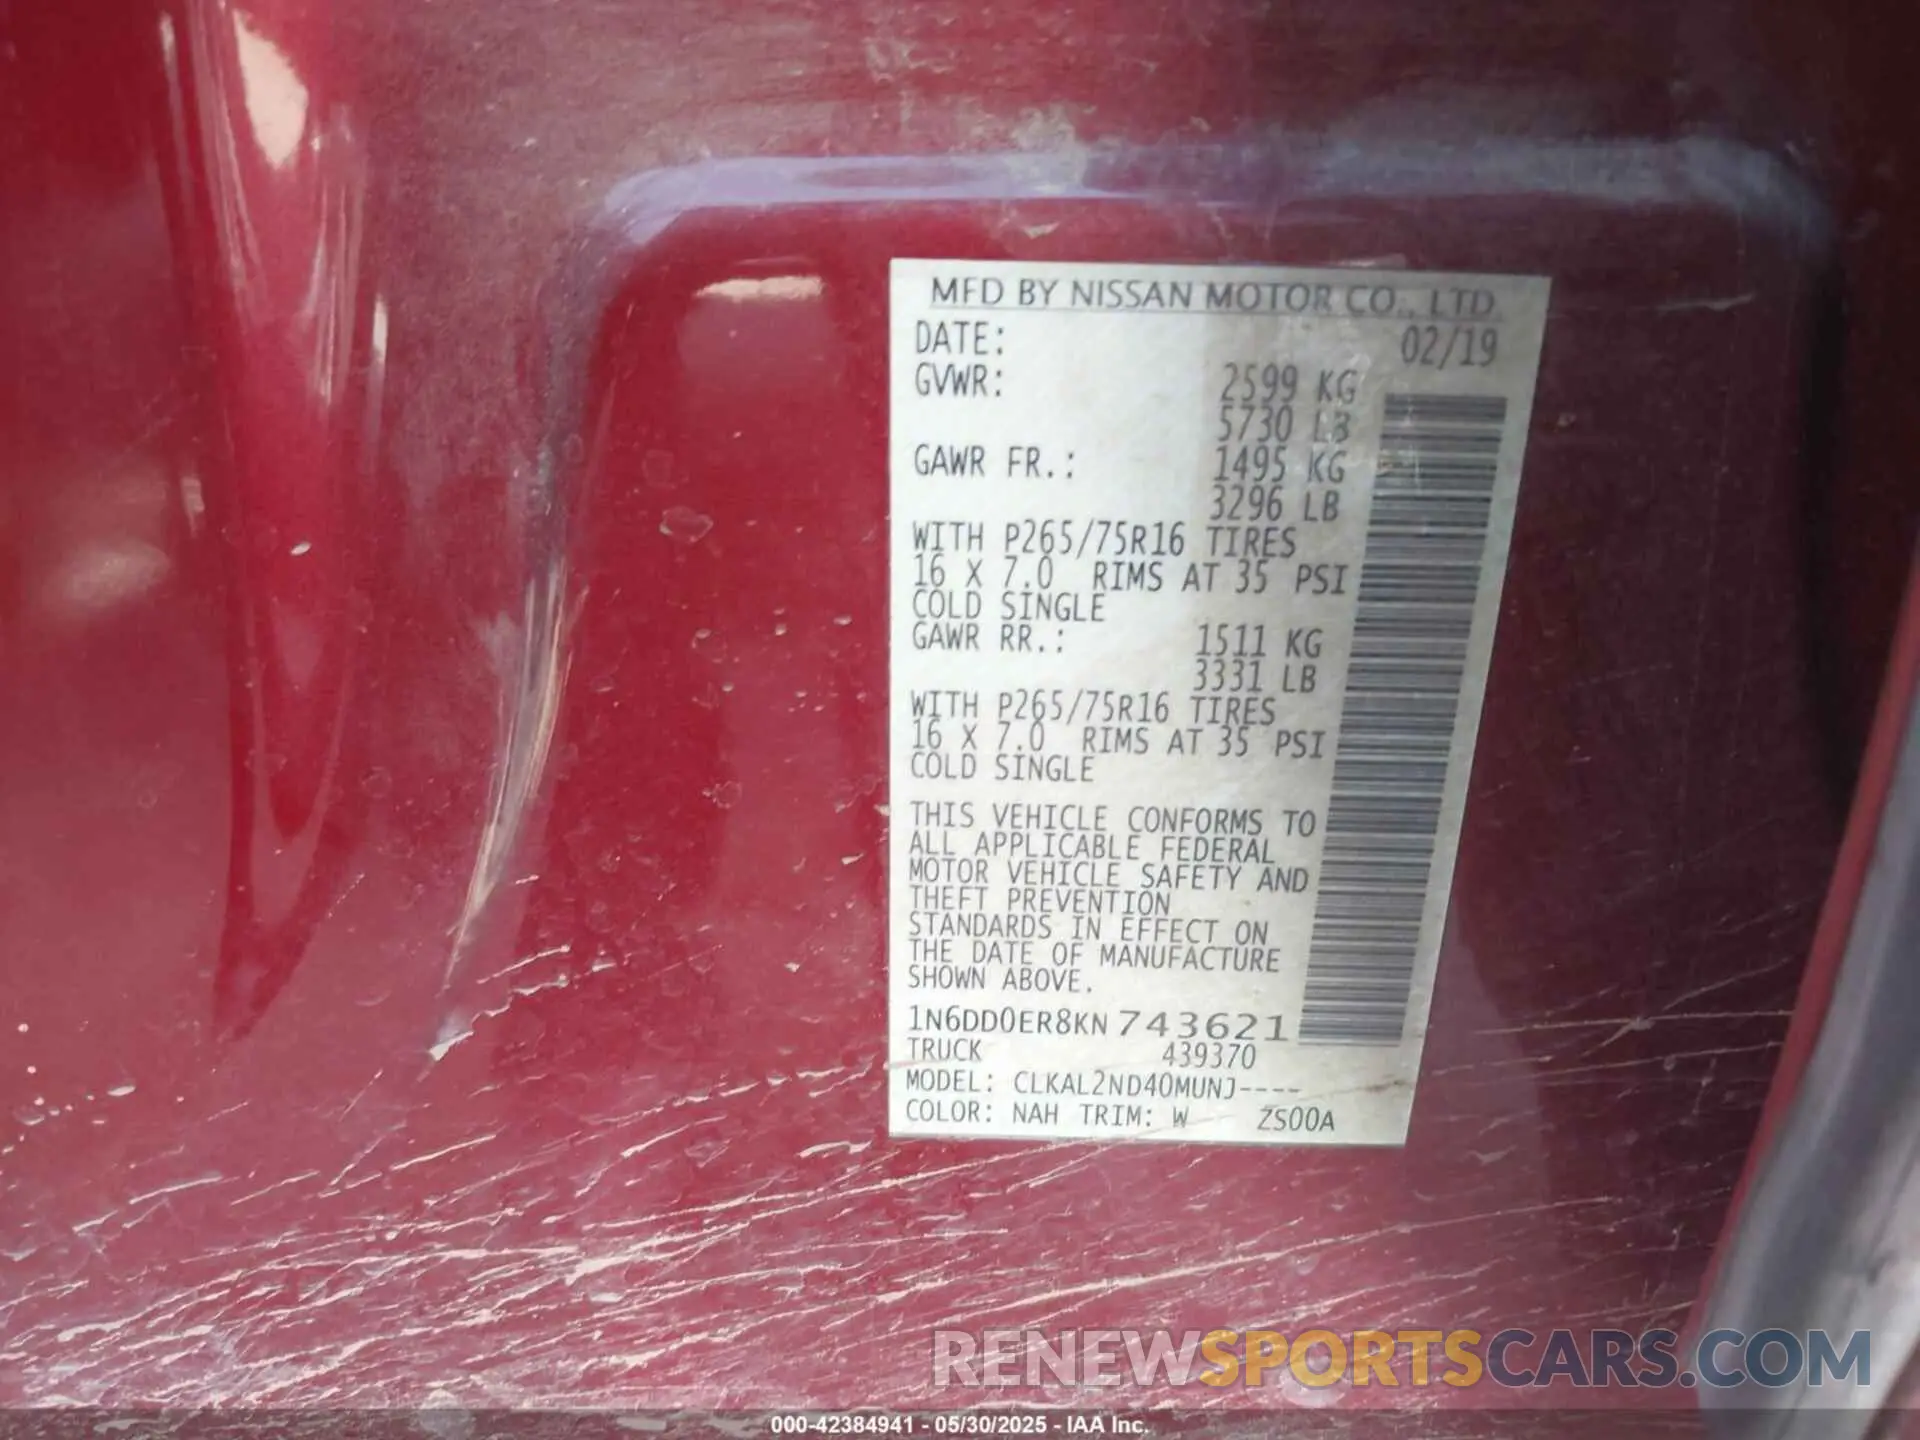 MFD BY NISSAN MOTOR CO., LTD.
DATE: 02/19
GVWR: 2599 KG
5730 LB
GAWR FR.: 1495 KG
3296 LB
WITH P265/75R16 TIRES
16 X 7.0 RIMS AT 35 PSI
COLD SINGLE
GAWR RR.: 1511 KG
3331 LB
WITH P265/75R16 TIRES
16 X 7.0 RIMS AT 35 PSI
COLD SINGLE
THIS VEHICLE CONFORMS TO
ALL APPLICABLE FEDERAL
MOTOR VEHICLE SAFETY AND
THEFT PREVENTION
STANDARDS IN EFFECT ON
THE DATE OF MANUFACTURE
SHOWN ABOVE.
1N6DD0ER8KN743621
TRUCK 439370
MODEL: CLKAL2ND40MUNJ----
COLOR: NAH TRIM: W ZS00A
RENEWSPORTSCARS.COM
000-42384941 - 05/30/2025 - IAA Inc.